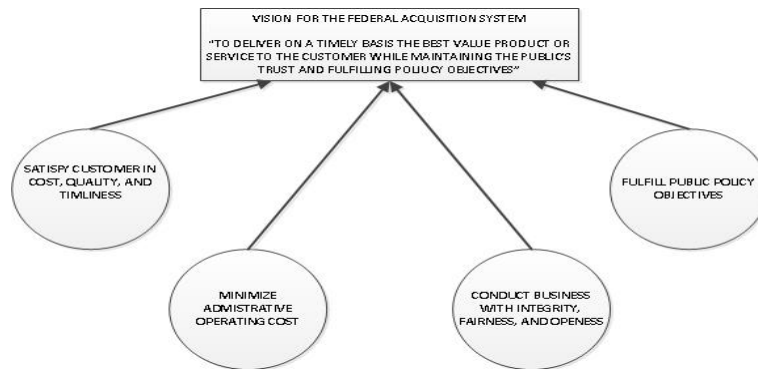 VISION FOR THE FEDERAL ACQUISITION SYSTEM
"TO DELIVER ON A TIMELY BASIS THE BEST VALUE PRODUCT OR
SERVICE TO THE CUSTOMER WHILE MAINTAINING THE PUBLIC'S
TRUST AND FULFILLING POLIUCY OBJECTIVES"
SATISPY CUSTOMER IN
COST, QUALITY, AND
TIMLINESS
FULFILL PUBLIC POLICY
OBJECTIVES
MINIMIZE
ADMISTRATIVE
OPERATING COST
CONDUCT BUSINESS
WITH INTEGRITY,
FAIRNESS, AND OPENESS